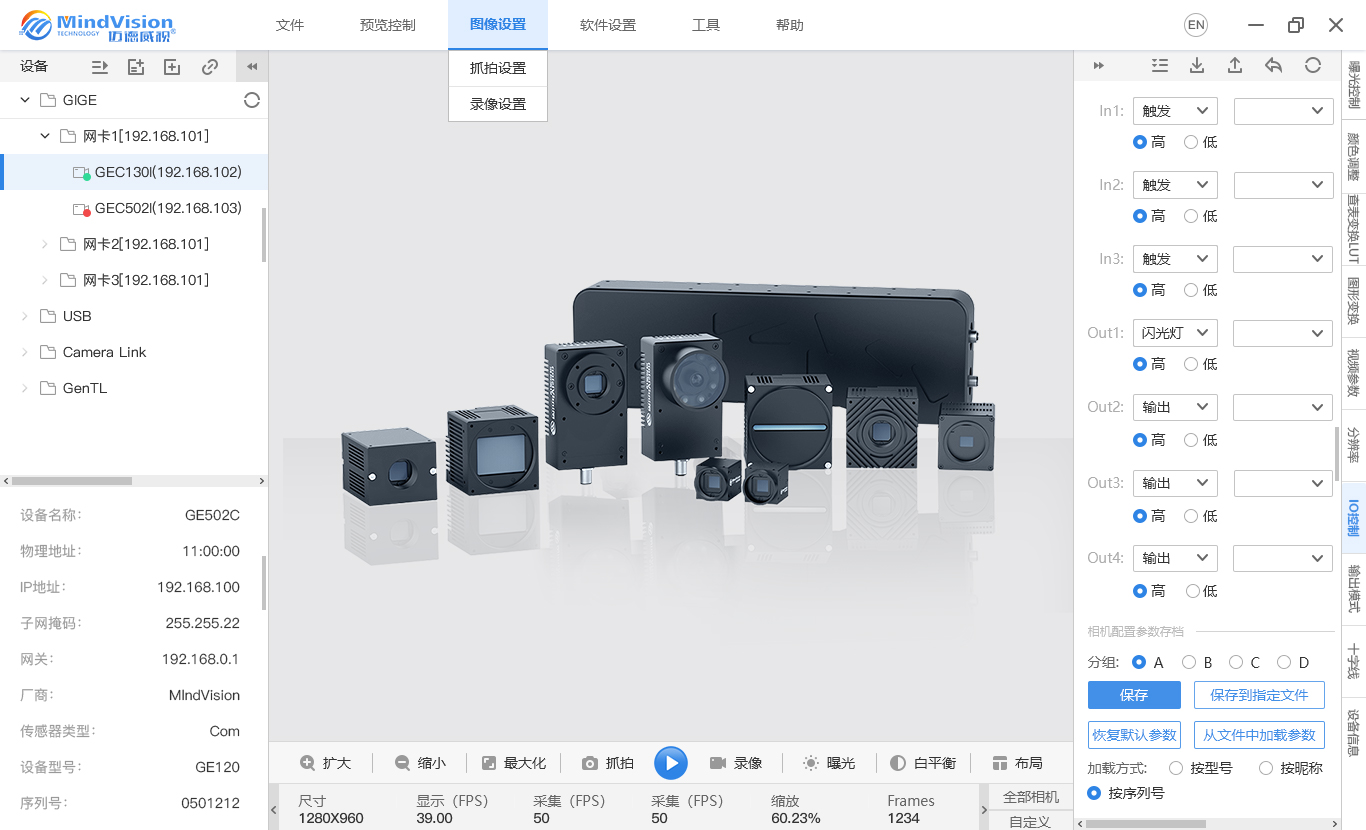 MindVision
TECHNOLOGY 迈德威视®
文件 预览控制 图像设置 软件设置 工具 帮助 EN
抓拍设置
录像设置
设备
GIGE
网卡1[192.168.101]
GEC130I(192.168.102)
GEC502I(192.168.103)
网卡2[192.168.101]
网卡3[192.168.101]
USB
Camera Link
GenTL
设备名称: GE502C
物理地址: 11:00:00
IP地址: 192.168.100
子网掩码: 255.255.22
网关: 192.168.0.1
厂商: MIndVision
传感器类型: Com
设备型号: GE120
序列号: 0501212
MindVision
MindVision
扩大 缩小 最大化 抓拍 录像 曝光 白平衡 布局
尺寸 显示（FPS) 采集（FPS) 采集（FPS) 缩放 Frames
1280X960 39.00 50 50 60.23% 1234
全部相机
自定义
In1: 触发
高 低
In2: 触发
高 低
In3: 触发
高 低
Out1: 闪光灯
高 低
Out2: 输出
高 低
Out3: 输出
高 低
Out4: 输出
高 低
相机配置参数存档
分组: A B C D
保存 保存到指定文件
恢复默认参数 从文件中加载参数
加载方式: 按型号 按昵称
按序列号
曝光控制
颜色调整
查表变换LUT
图形变换
视频参数
分辨率
IO控制
输出模式
十字线
设备信息